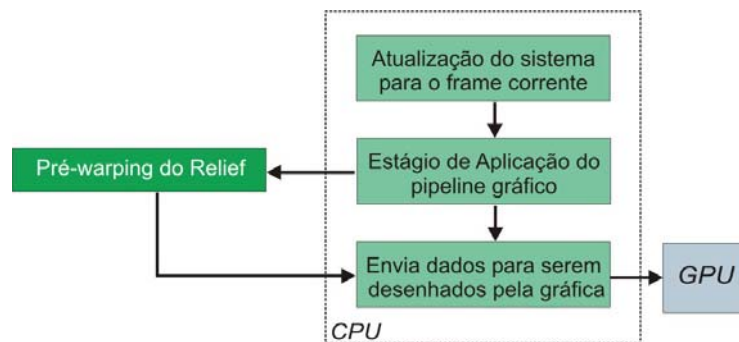 Atualização do sistema
para o frame corrente
Pré-warping do Relief
Estágio de Aplicação do
pipeline gráfico
Envia dados para serem
desenhados pela gráfica
GPU
CPU